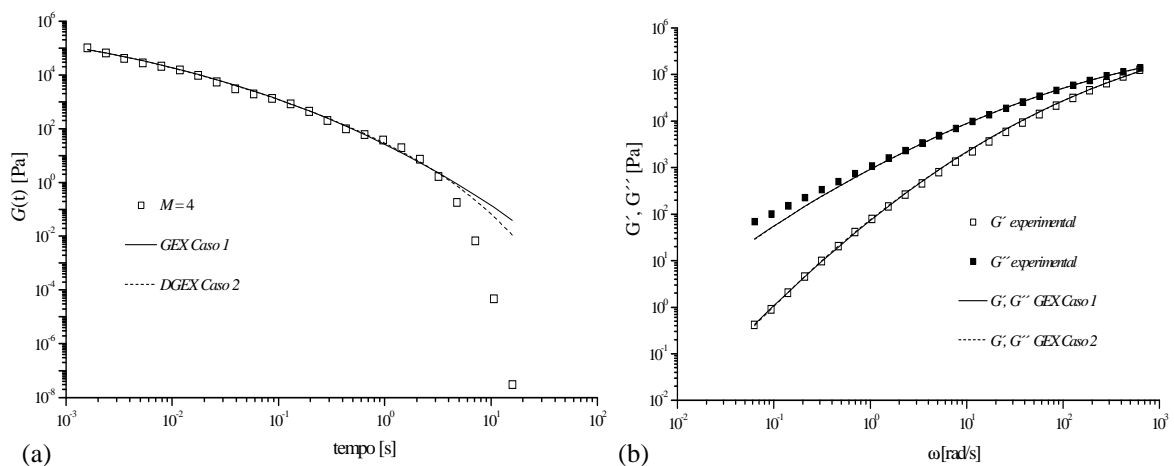 10^6
10^4
10^2
10^0
10^-2
10^-4
10^-6
10^-8
G(t) [Pa]
M = 4
GEX Caso 1
DGEX Caso 2
10^-3
10^-2
10^-1
10^0
10^1
10^2
tempo [s]
(a)
10^6
10^5
10^4
10^3
10^2
10^1
10^0
10^-1
10^-2
G´, G´´ [Pa]
G´ experimental
G´´ experimental
G´, G´´ GEX Caso 1
G´, G´´ GEX Caso 2
10^-2
10^-1
10^0
10^1
10^2
10^3
ω[rad/s]
(b)